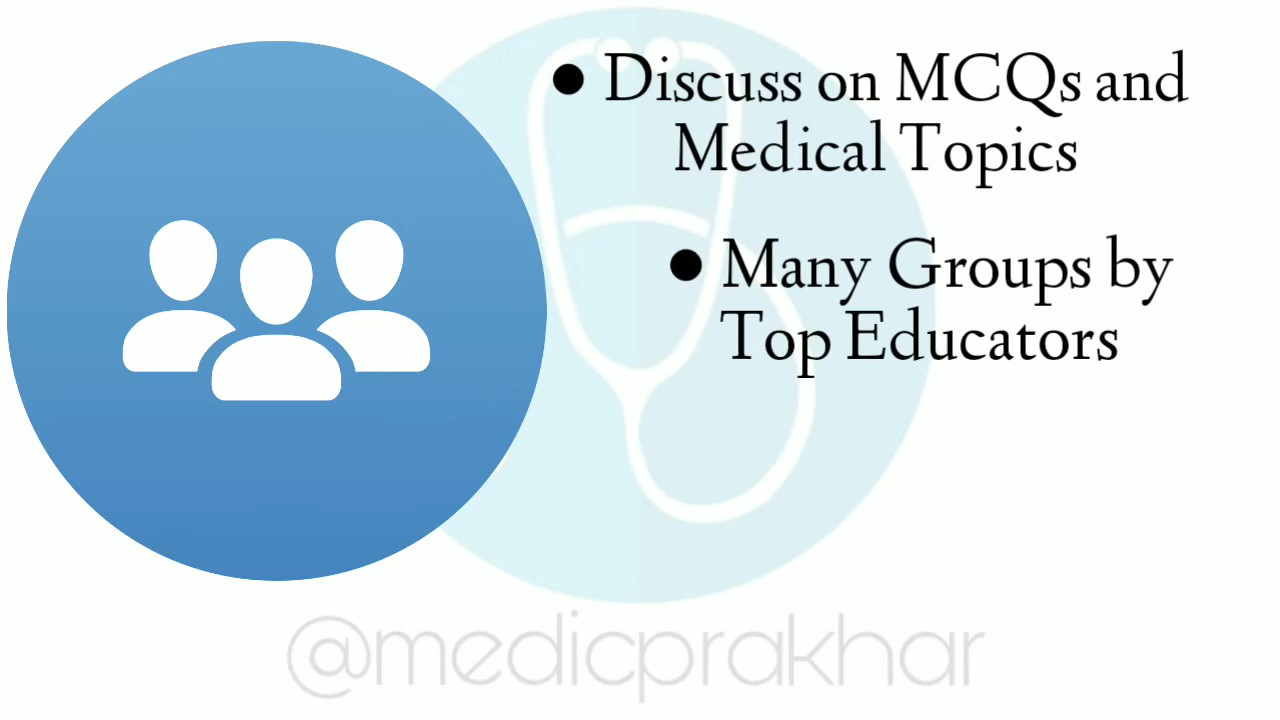 ● Discuss on MCQs and
Medical Topics
● Many Groups by
Top Educators
@medicprakhar